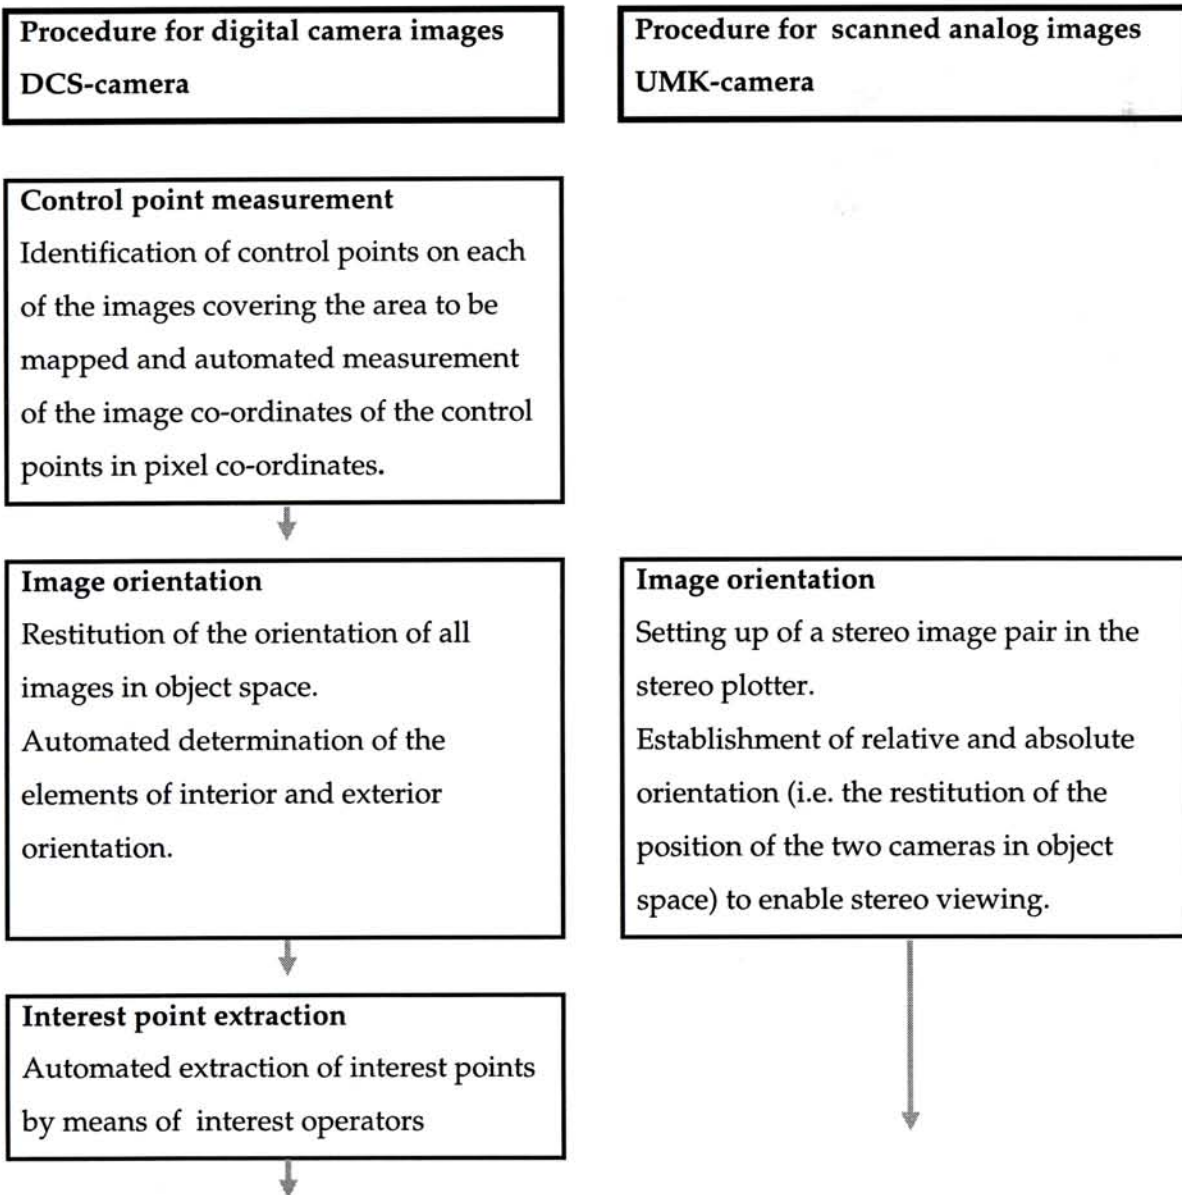 Procedure for digital camera images
DCS-camera
Procedure for scanned analog images
UMK-camera
Control point measurement
Identification of control points on each
of the images covering the area to be
mapped and automated measurement
of the image co-ordinates of the control
points in pixel co-ordinates.
Image orientation
Restitution of the orientation of all
images in object space.
Automated determination of the
elements of interior and exterior
orientation.
Image orientation
Setting up of a stereo image pair in the
stereo plotter.
Establishment of relative and absolute
orientation (i.e. the restitution of the
position of the two cameras in object
space) to enable stereo viewing.
Interest point extraction
Automated extraction of interest points
by means of interest operators